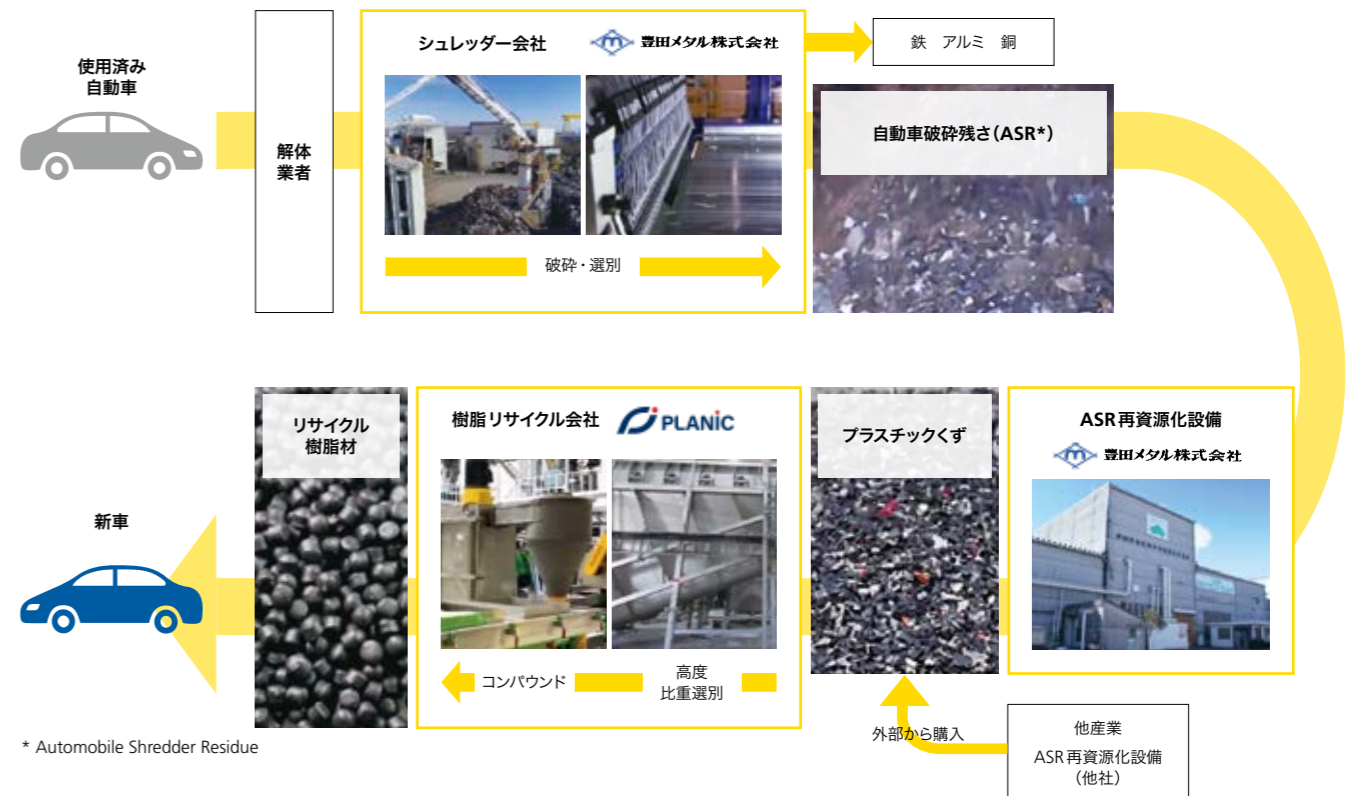 使用済み
自動車
解体
業者
シュレッダー会社
豊田メタル株式会社
破砕・選別
鉄 アルミ 銅
自動車破砕残さ(ASR*)
ASR再資源化設備
豊田メタル株式会社
プラスチックくず
外部から購入
他産業
ASR再資源化設備
(他社)
樹脂リサイクル会社
PLANIC
高度
比重選別
コンパウンド
リサイクル
樹脂材
新車
* Automobile Shredder Residue